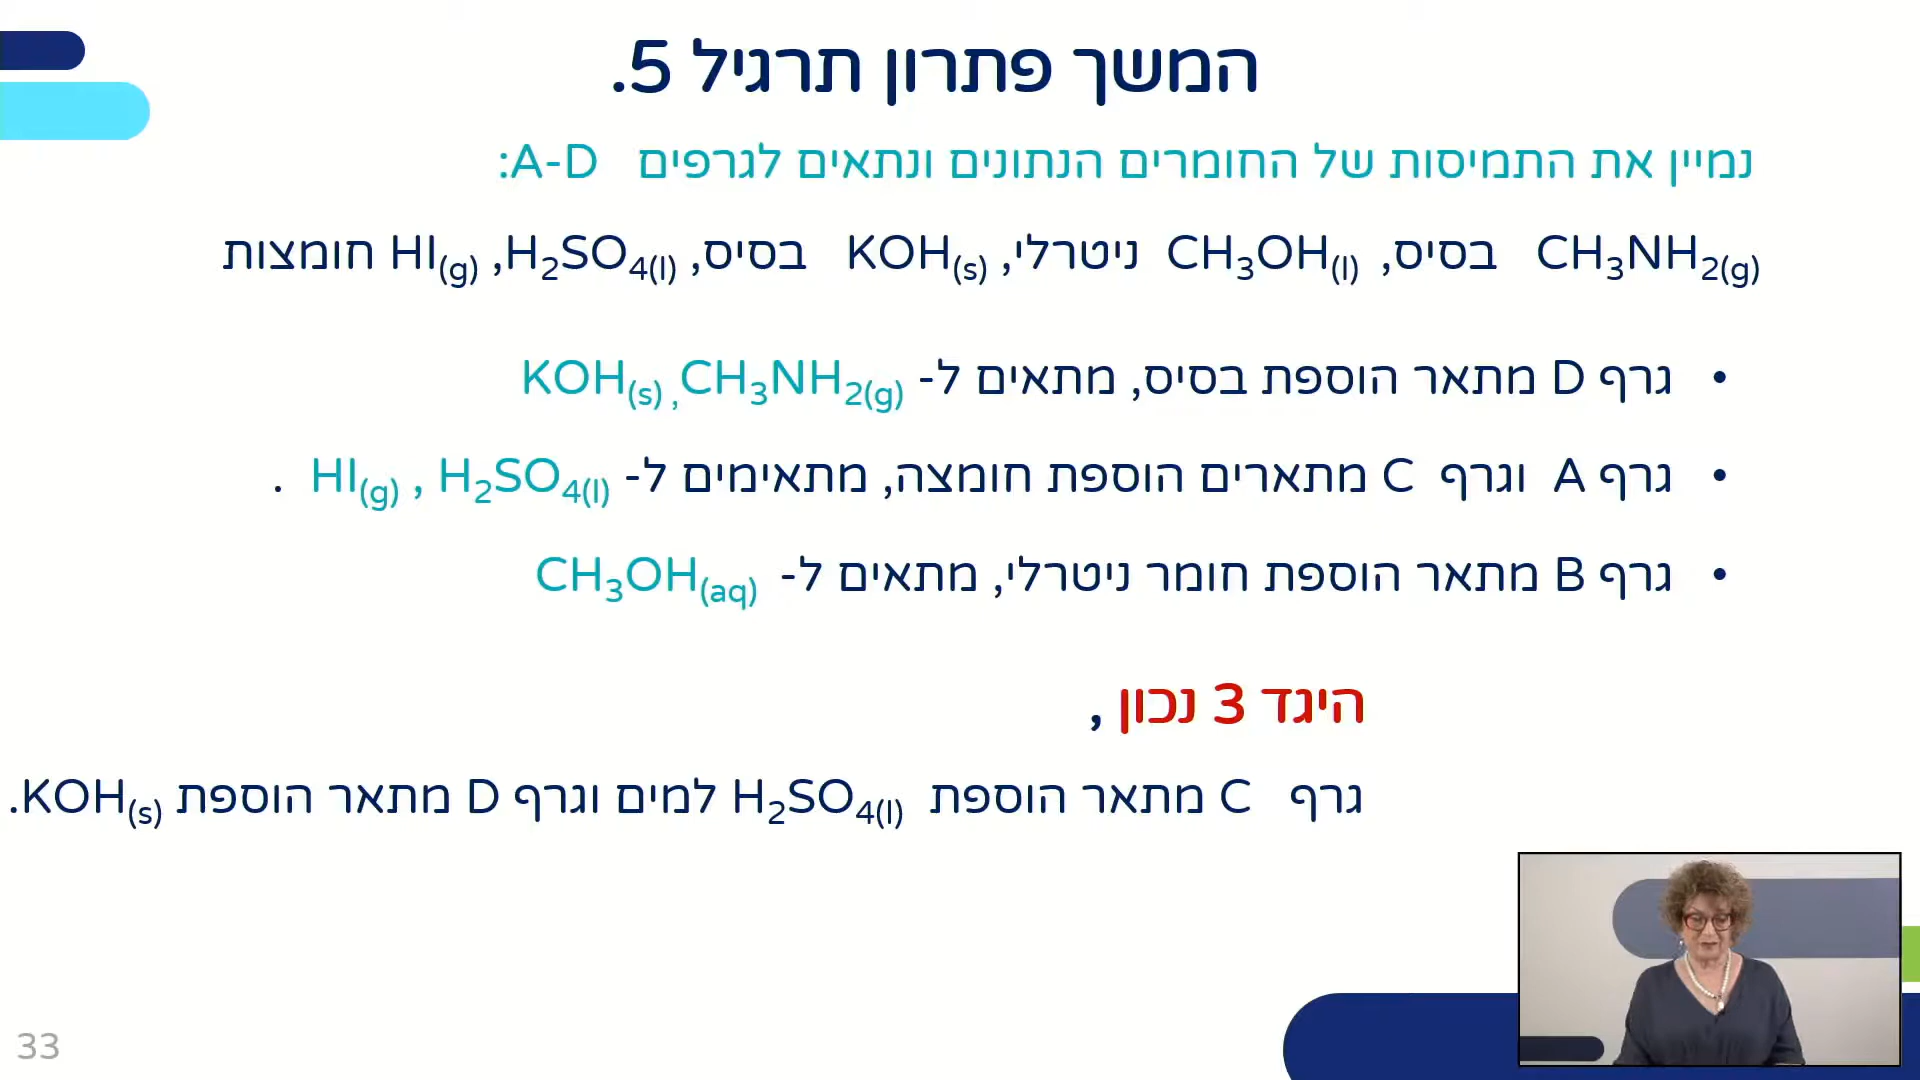 המשך פתרון תרגיל 5.
נמיין את התמיסות של החומרים הנתונים ונתאים לגרפים A-D:
CH₃NH₂(g) בסיס, CH₃OH(l) ניטרלי, KOH(s) בסיס, H₂SO₄(l), HI(g) חומצות
• גרף D מתאר הוספת בסיס, מתאים ל- CH₃NH₂(g), KOH(s)
• גרף A וגרף C מתארים הוספת חומצה, מתאימים ל- H₂SO₄(l) , HI(g) .
• גרף B מתאר הוספת חומר ניטרלי, מתאים ל- CH₃OH(aq)
היגד 3 נכון ,
גרף C מתאר הוספת H₂SO₄(l) למים וגרף D מתאר הוספת KOH(s).
33